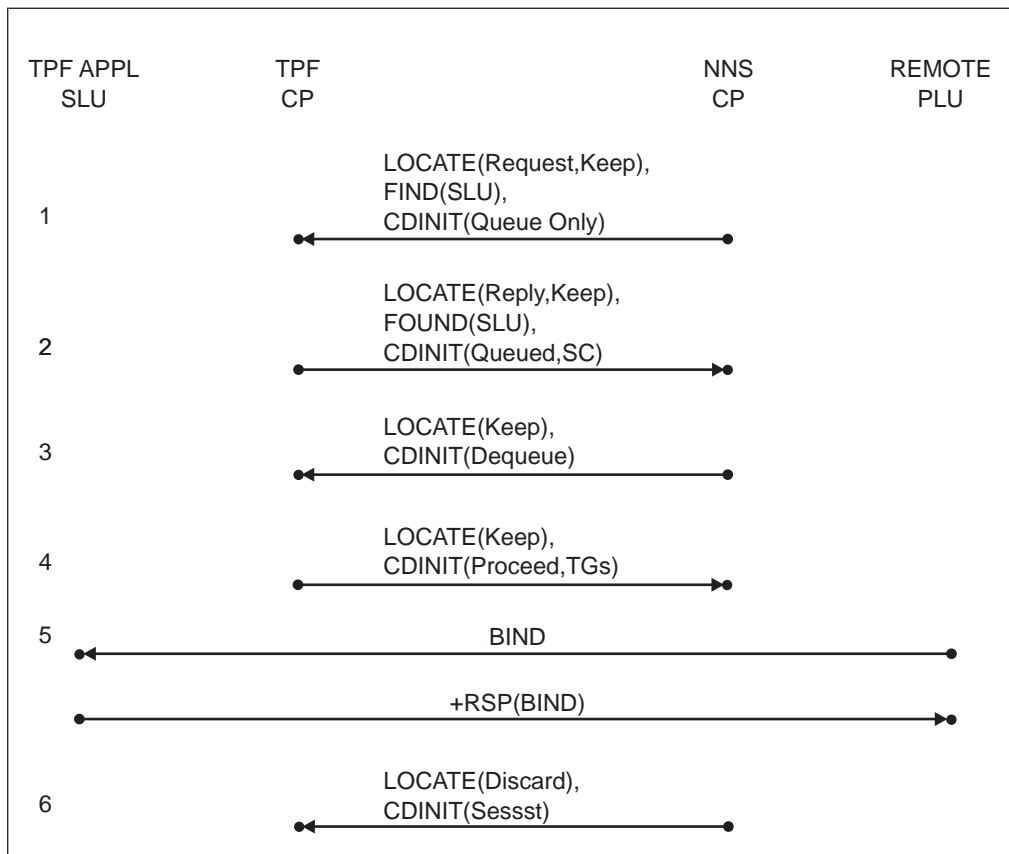 TPF APPL TPF NNS REMOTE
SLU CP CP PLU
LOCATE(Request,Keep),
FIND(SLU),
1
CDINIT(Queue Only)
LOCATE(Reply,Keep),
FOUND(SLU),
2
CDINIT(Queued,SC)
LOCATE(Keep),
3
CDINIT(Dequeue)
LOCATE(Keep),
4
CDINIT(Proceed,TGs)
5 BIND
+RSP(BIND)
LOCATE(Discard),
6
CDINIT(Sessst)